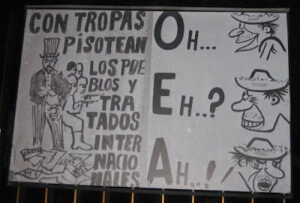 CON TROPAS
PISOTEAN
LOS PUE
BLOS Y
TRA
TADOS
INTER
NACIO
NALES
OH...
EH..?
AH..!